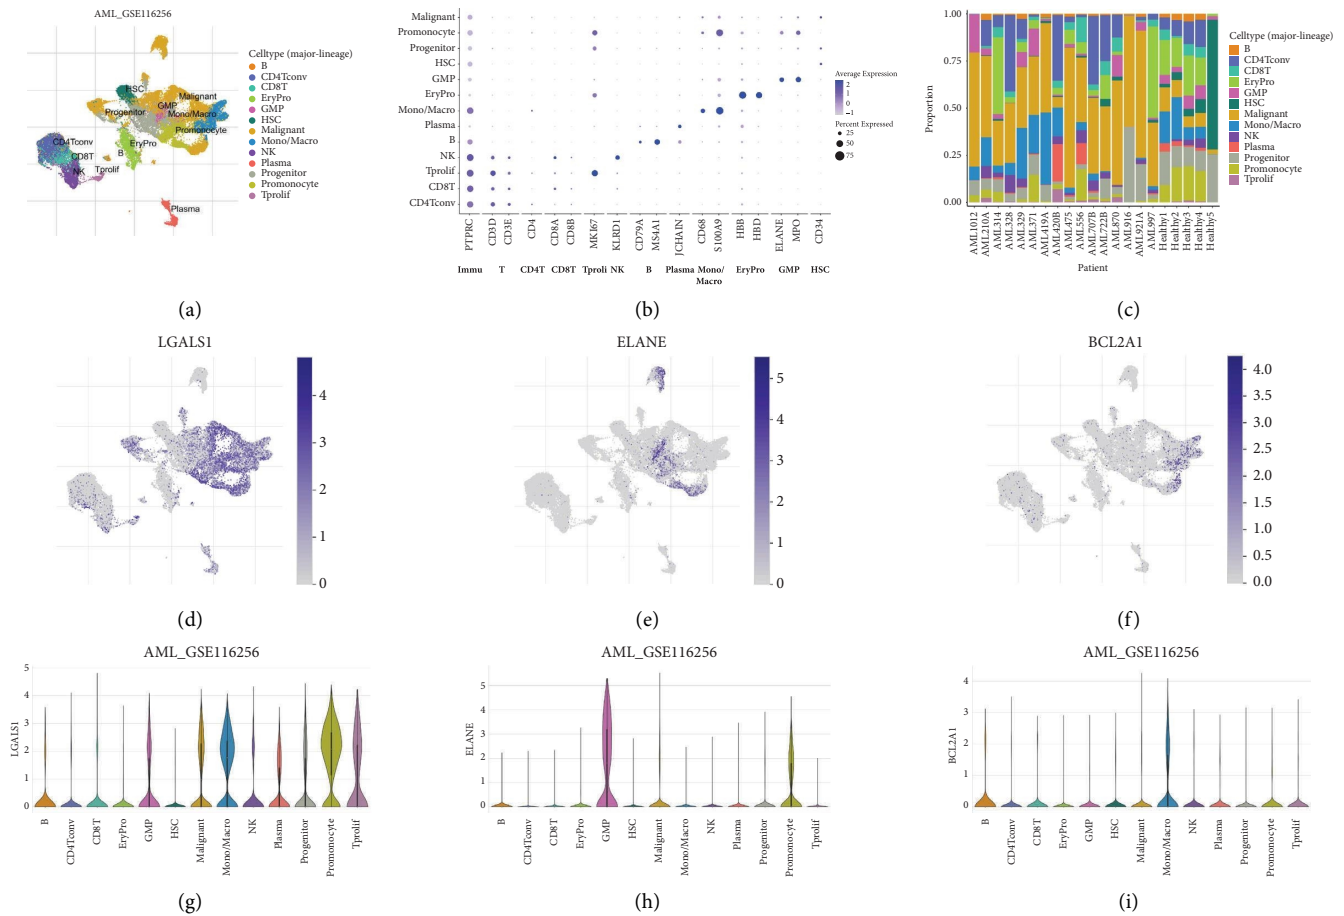 AML_GSE116256
HSC
Malignant
GMP
Progenitor
Mono/Macro
Promonocyte
CD4Tconv
EryPro
CD8T
B
NK
Tprolif
Plasma
Celltype (major-lineage)
B
CD4Tconv
CD8T
EryPro
GMP
HSC
Malignant
Mono/Macro
NK
Plasma
Progenitor
Promonocyte
Tprolif
(a)
Malignant
Promonocyte
Progenitor
HSC
GMP
EryPro
Mono/Macro
Plasma
B
NK
Tprolif
CD8T
CD4Tconv
PTPRC
CD3D
CD3E
CD4
CD8A
CD8B
MKI67
KLRD1
CD79A
MS4A1
JCHAIN
CD68
S100A9
HBB
HBD
ELANE
MPO
CD34
Immu T CD4T CD8T Tproli NK B Plasma Mono/ EryPro GMP HSC
Macro
Average Expression
2
1
0
−1
Percent Expressed
25
50
75
(b)
1.00
0.75
0.50
0.25
0.00
Proportion
AML1012
AML210A
AML314
AML328
AML329
AML371
AML419A
AML420B
AML475
AML556
AML707B
AML722B
AML870
AML916
AML921A
AML997
Healthy1
Healthy2
Healthy3
Healthy4
Healthy5
Patient
Celltype (major-lineage)
B
CD4Tconv
CD8T
EryPro
GMP
HSC
Malignant
Mono/Macro
NK
Plasma
Progenitor
Promonocyte
Tprolif
(c)
LGALS1
4
3
2
1
0
(d)
ELANE
5
4
3
2
1
0
(e)
BCL2A1
4.0
3.5
3.0
2.5
2.0
1.5
1.0
0.5
0.0
(f)
AML_GSE116256
5
4
3
2
1
0
LGALS1
B
CD4Tconv
CD8T
EryPro
GMP
HSC
Malignant
Mono/Macro
NK
Plasma
Progenitor
Promonocyte
Tprolif
(g)
AML_GSE116256
5
4
3
2
1
0
ELANE
B
CD4Tconv
CD8T
EryPro
GMP
HSC
Malignant
Mono/Macro
NK
Plasma
Progenitor
Promonocyte
Tprolif
(h)
AML_GSE116256
4
3
2
1
0
BCL2A1
B
CD4Tconv
CD8T
EryPro
GMP
HSC
Malignant
Mono/Macro
NK
Plasma
Progenitor
Promonocyte
Tprolif
(i)